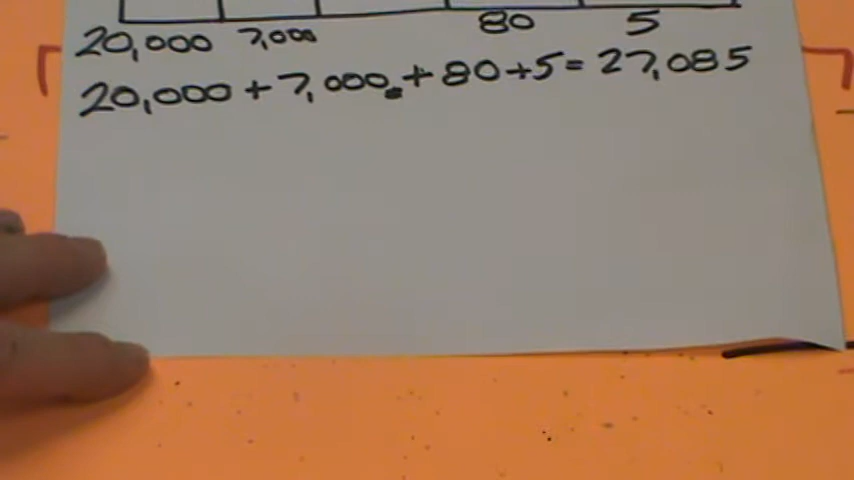 20,000 7,000 80 5
20,000 + 7,000 + 80 + 5 = 27,085